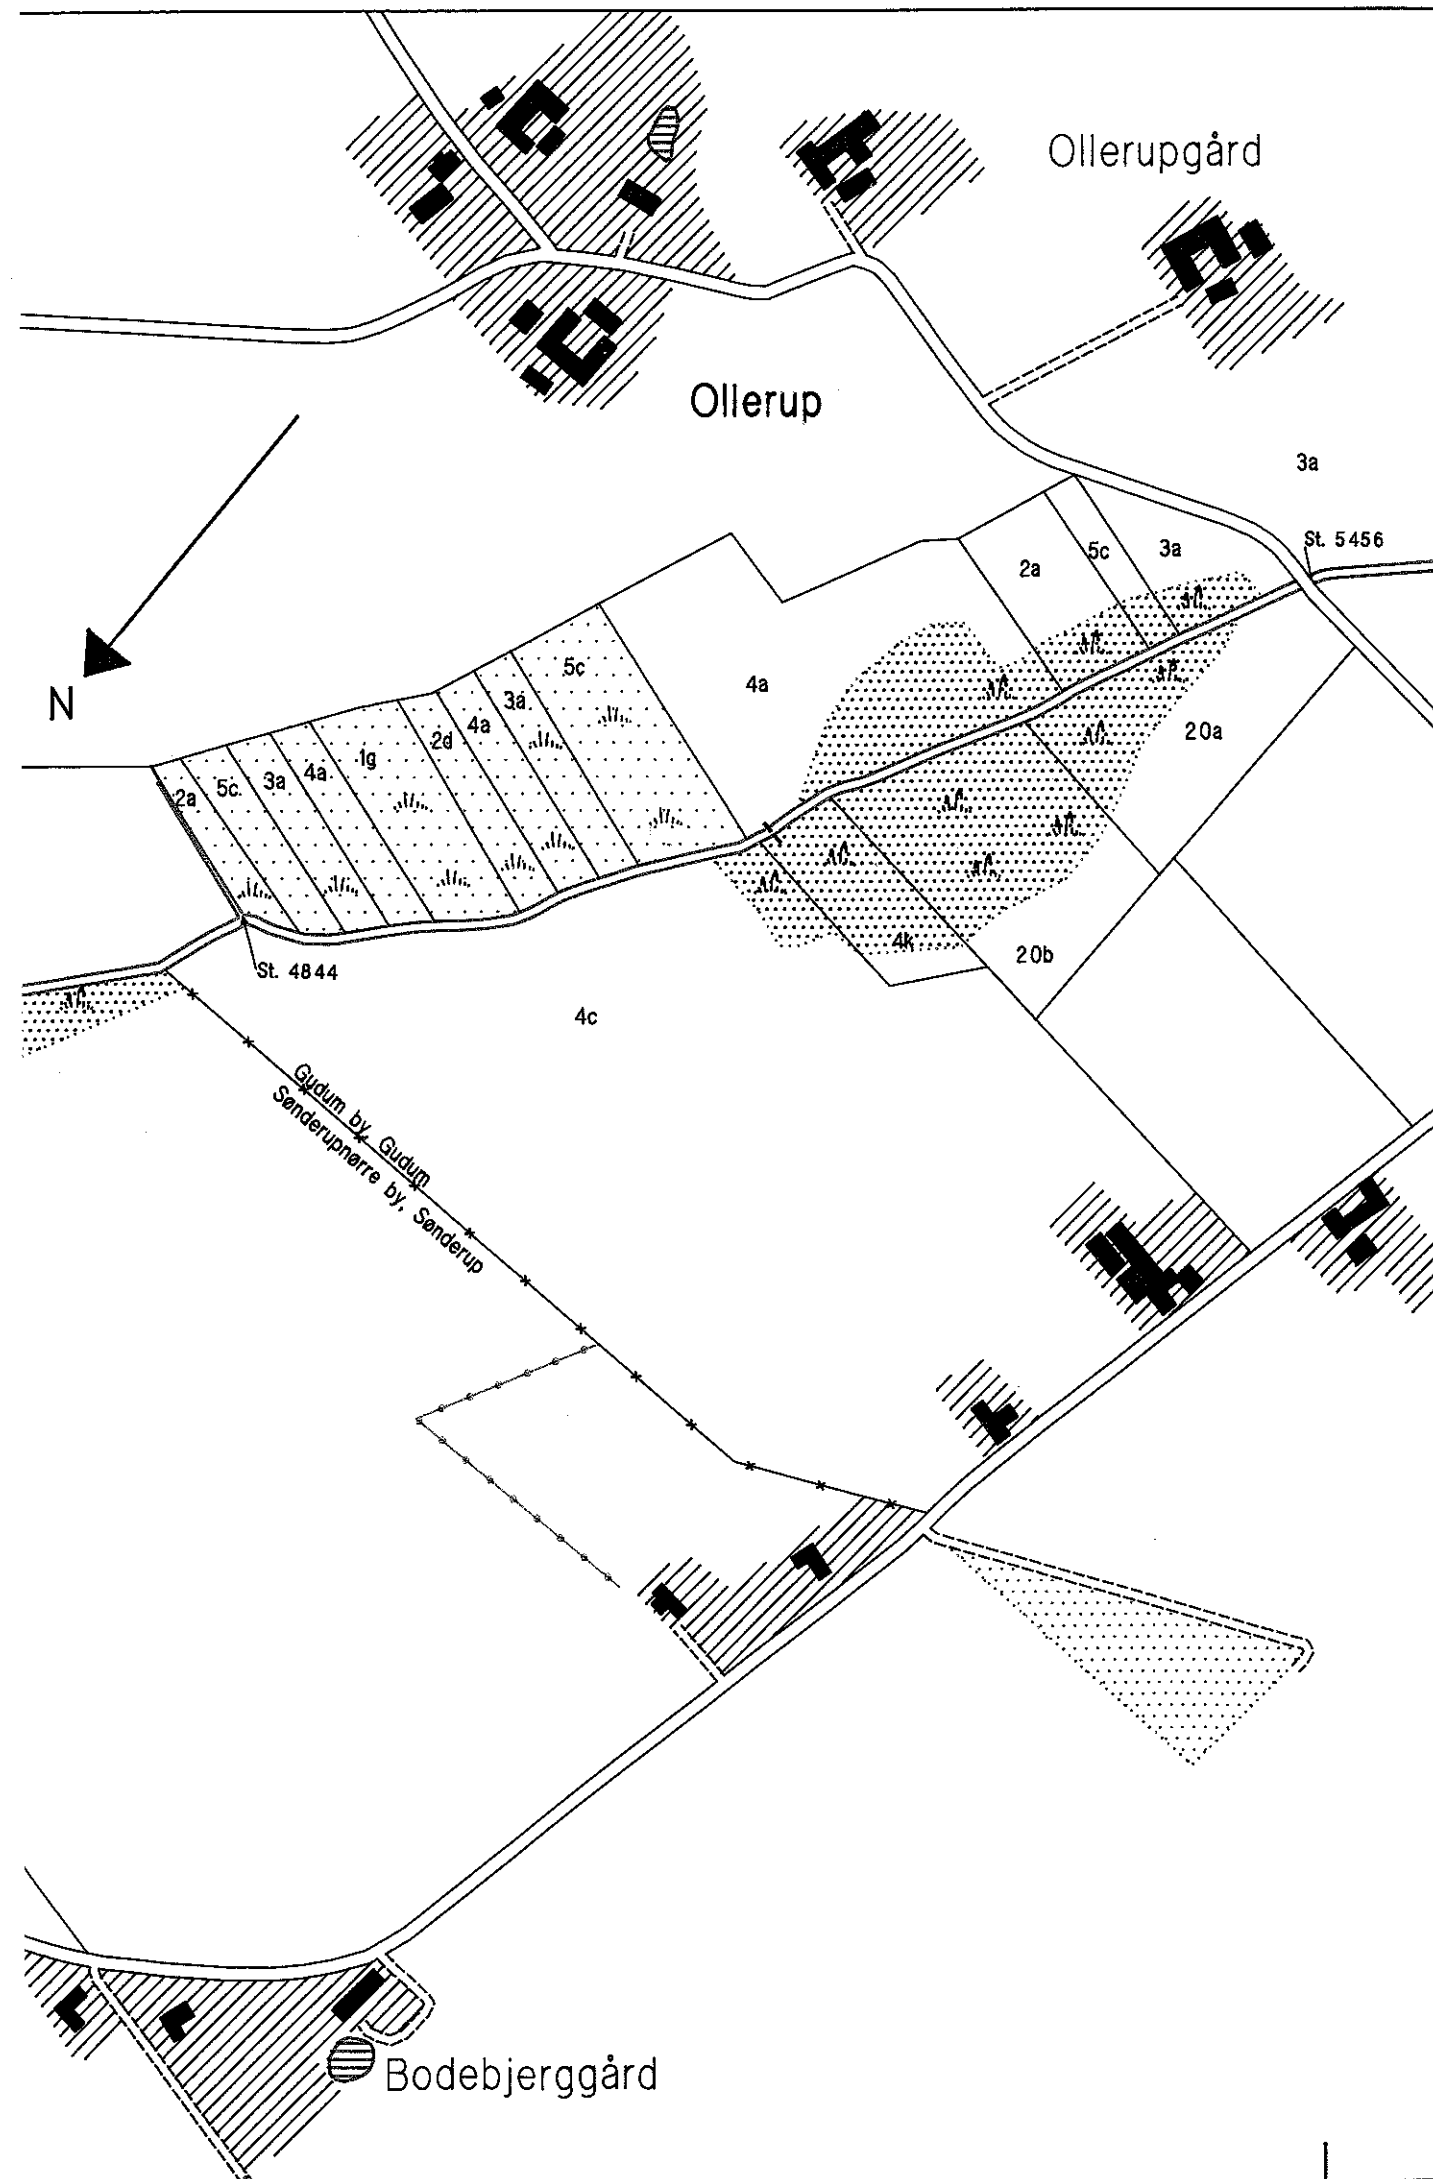 Ollerupgård
Ollerup
3a
St. 5456
3a
5c
2a
N
5c
4a
3a
4a
2d
20a
1g
4a
3a
5c
2a
4k
20b
St. 4844
4c
Gudum by, Gudum
Sønderupnørre by, Sønderup
Bodebjerggård